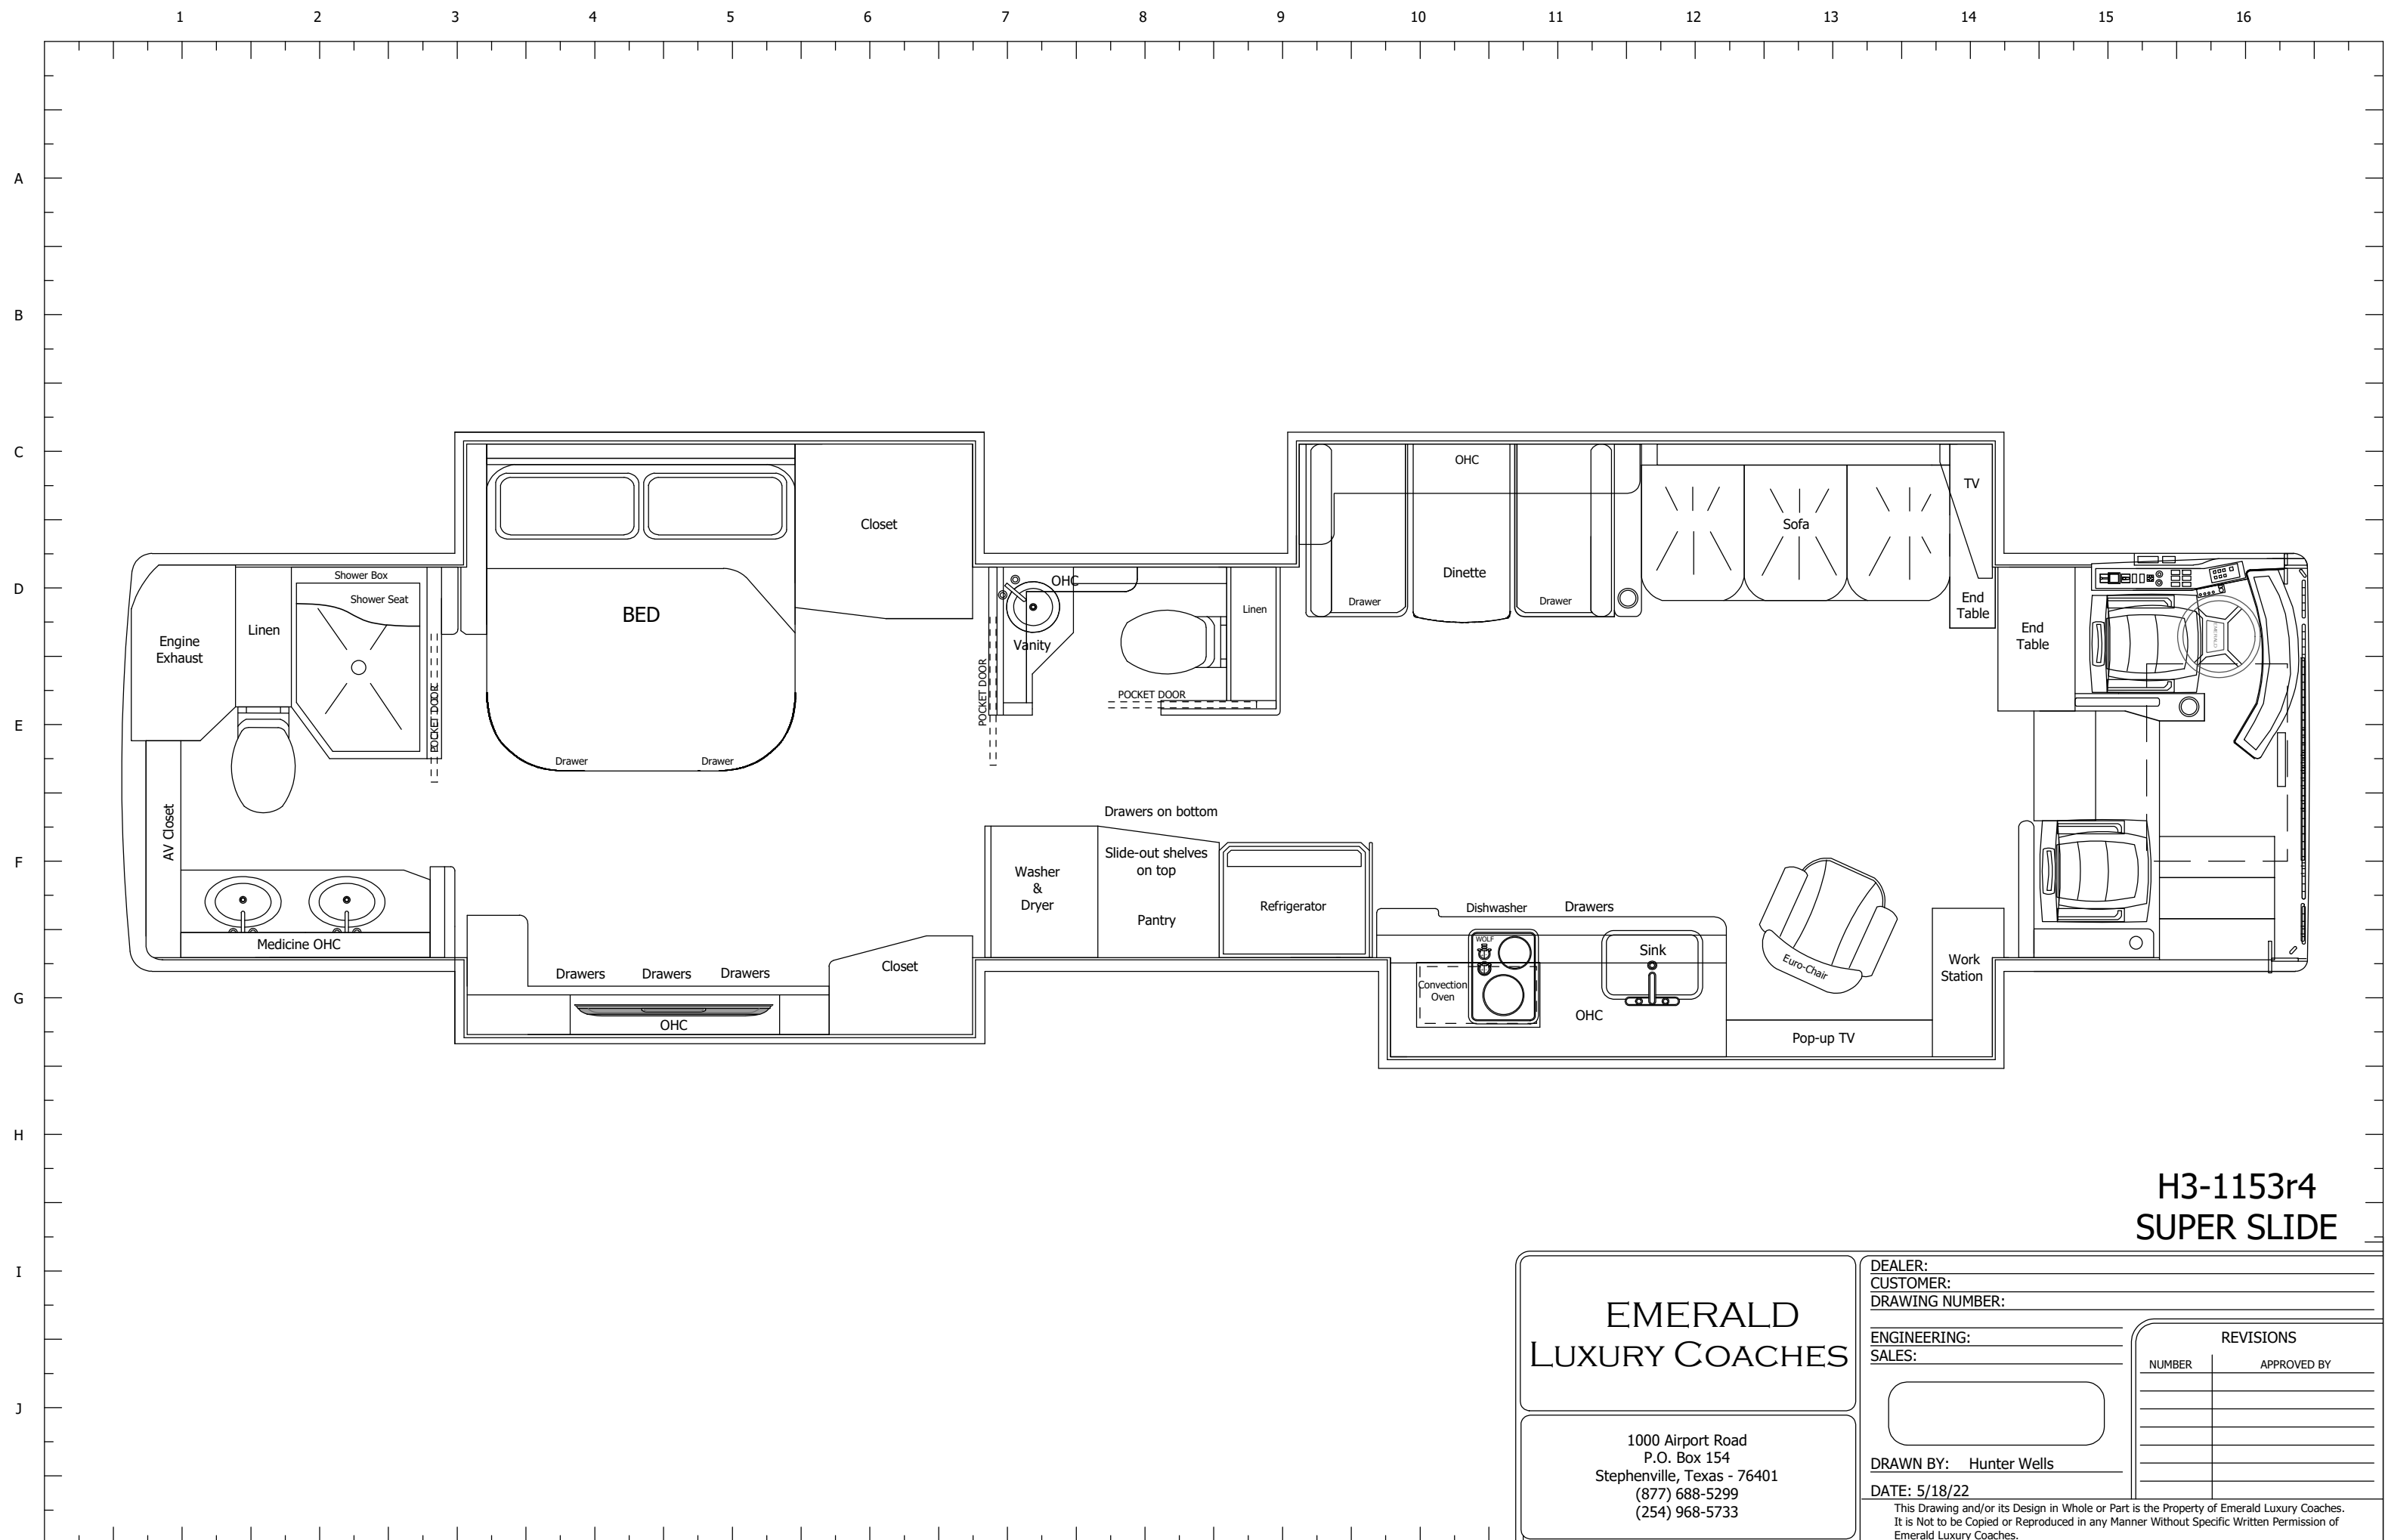 1 2 3 4 5 6 7 8 9 10 11 12 13 14 15 16
A
B
C
D
E
F
G
H
I
J
Engine
Exhaust
Linen
Shower Box
Shower Seat
POCKET DOOR
AV Closet
Medicine OHC
BED
Drawer
Drawer
Closet
Drawers
Drawers
Drawers
OHC
Closet
POCKET DOOR
OHC
Vanity
POCKET DOOR
Linen
Drawers on bottom
Washer
&
Dryer
Slide-out shelves
on top
Pantry
Refrigerator
OHC
Drawer
Dinette
Drawer
Sofa
TV
End
Table
End
Table
EMERALD
Dishwasher
Drawers
WOLF
Convection
Oven
Sink
OHC
Euro-Chair
Pop-up TV
Work
Station
H3-1153r4
SUPER SLIDE
EMERALD
LUXURY COACHES
1000 Airport Road
P.O. Box 154
Stephenville, Texas - 76401
(877) 688-5299
(254) 968-5733
DEALER:
CUSTOMER:
DRAWING NUMBER:
ENGINEERING:
SALES:
REVISIONS
NUMBER APPROVED BY
DRAWN BY: Hunter Wells
DATE: 5/18/22
This Drawing and/or its Design in Whole or Part is the Property of Emerald Luxury Coaches.
It is Not to be Copied or Reproduced in any Manner Without Specific Written Permission of
Emerald Luxury Coaches.